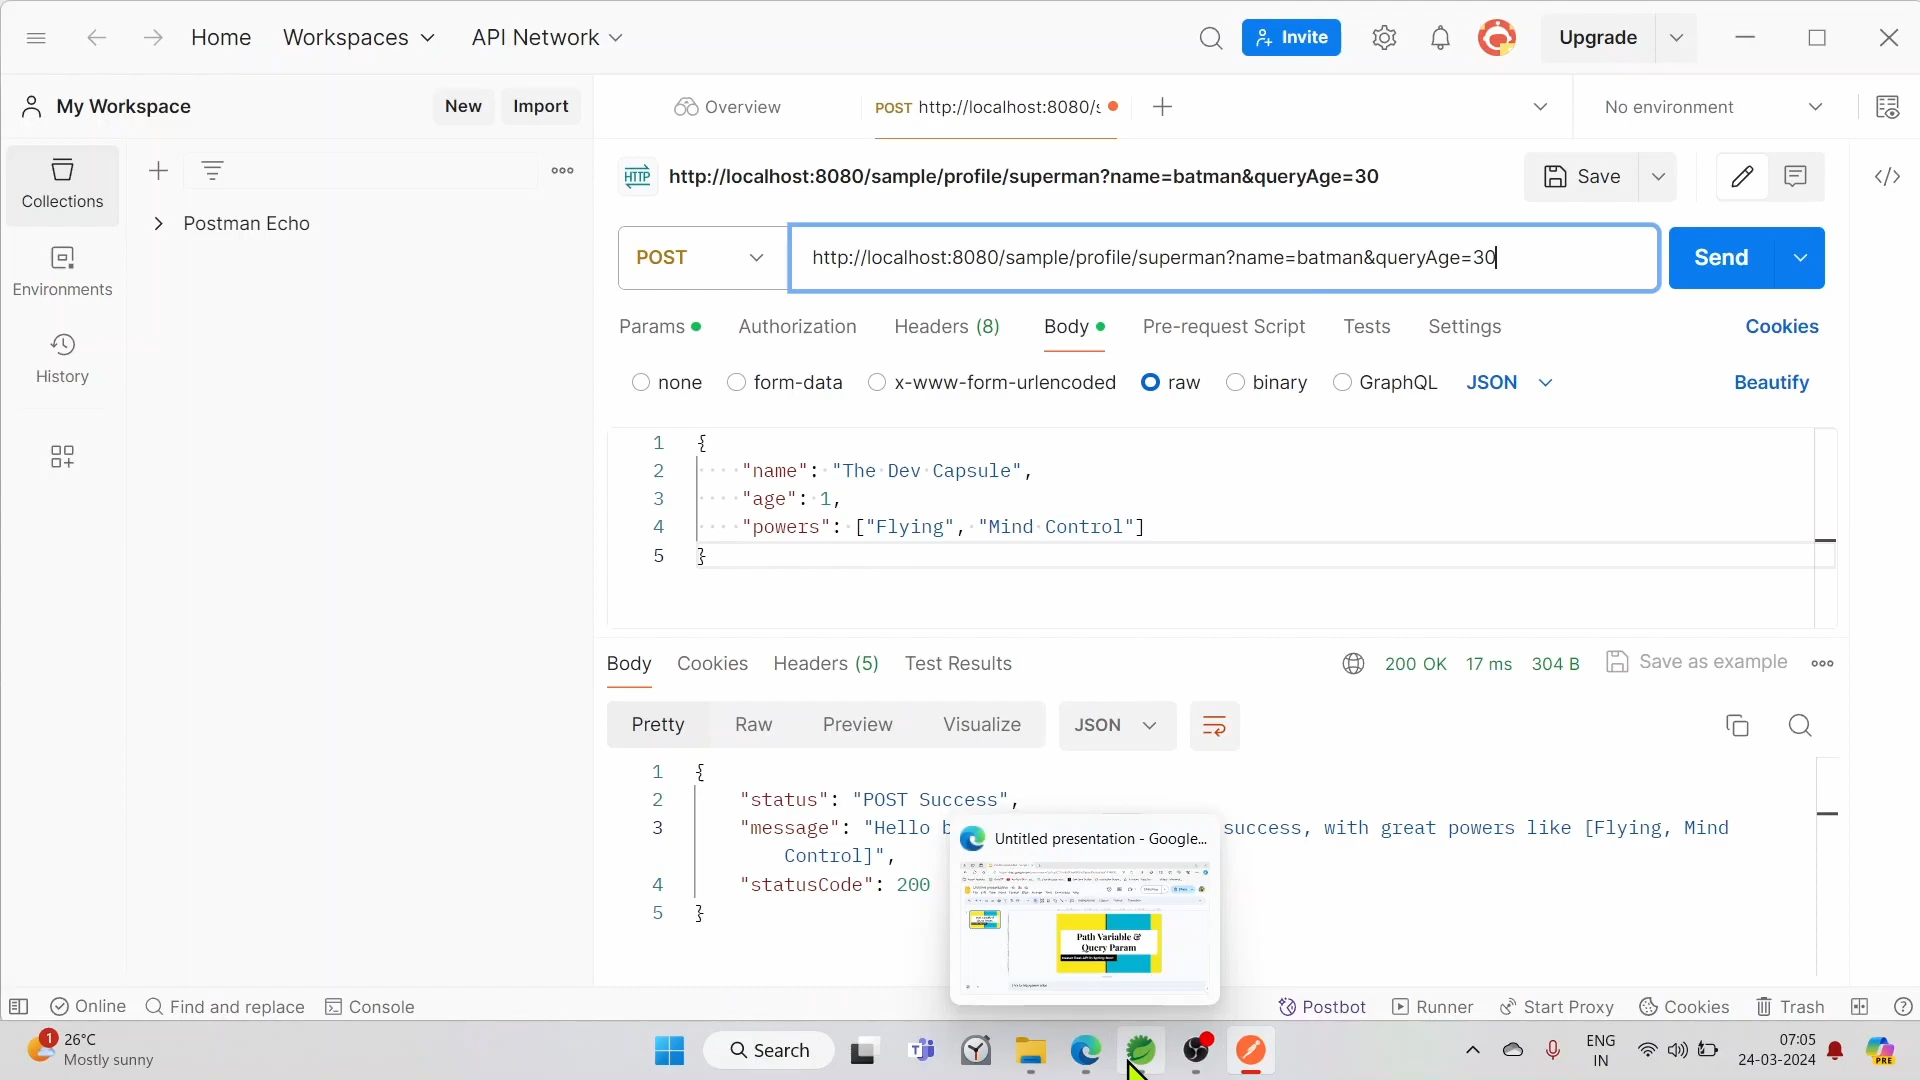 Home
Workspaces
API Network
Invite
Upgrade
My Workspace
New
Import
Overview
POST http://localhost:8080/s
No environment
Collections
HTTP
http://localhost:8080/sample/profile/superman?name=batman&queryAge=30
Save
Postman Echo
POST
http://localhost:8080/sample/profile/superman?name=batman&queryAge=30
Send
Environments
Params
Authorization
Headers (8)
Body
Pre-request Script
Tests
Settings
Cookies
History
none
form-data
x-www-form-urlencoded
raw
binary
GraphQL
JSON
Beautify
1 {
2 "name": "The Dev Capsule",
3 "age": 1,
4 "powers": ["Flying", "Mind Control"]
5 }
Body
Cookies
Headers (5)
Test Results
200 OK
17 ms
304 B
Save as example
Pretty
Raw
Preview
Visualize
JSON
1 {
2 "status": "POST Success",
3 "message": "Hello b success, with great powers like [Flying, Mind
Control]",
4 "statusCode": 200
5 }
Untitled presentation - Google...
Path Variable &
Query Param
Online
Find and replace
Console
Postbot
Runner
Start Proxy
Cookies
Trash
1
26°C
Mostly sunny
Search
ENG
IN
07:05
24-03-2024
PRE